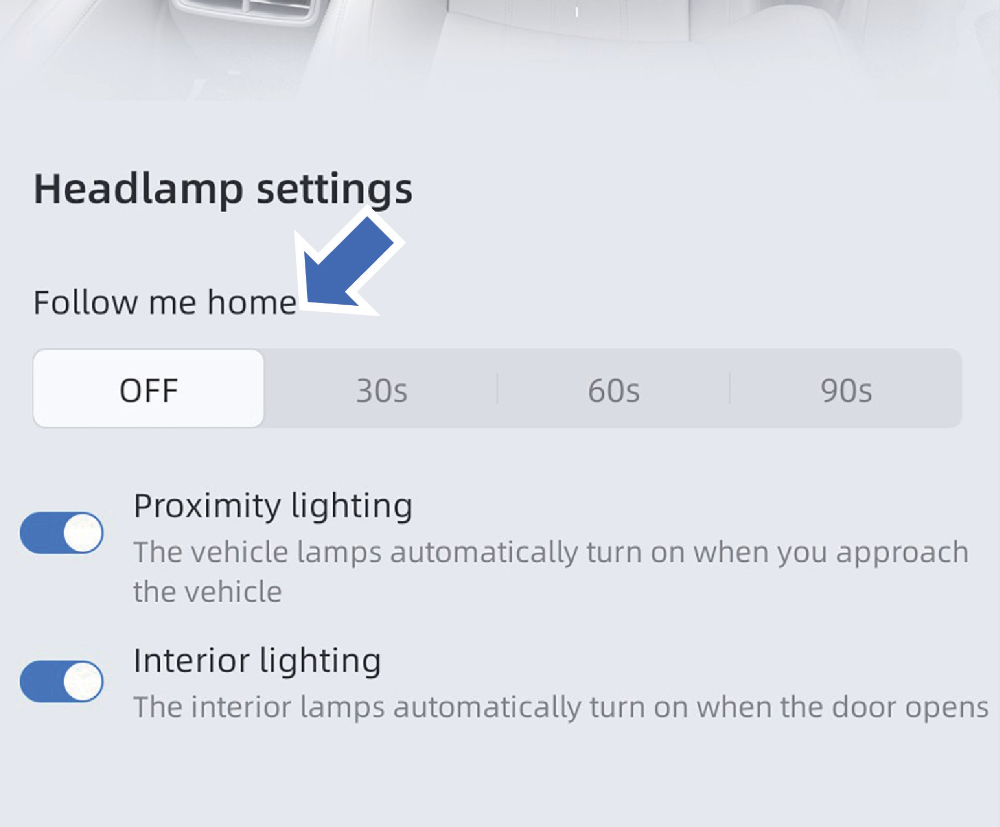 Headlamp settings
Follow me home
OFF 30s 60s 90s
Proximity lighting
The vehicle lamps automatically turn on when you approach
the vehicle
Interior lighting
The interior lamps automatically turn on when the door opens